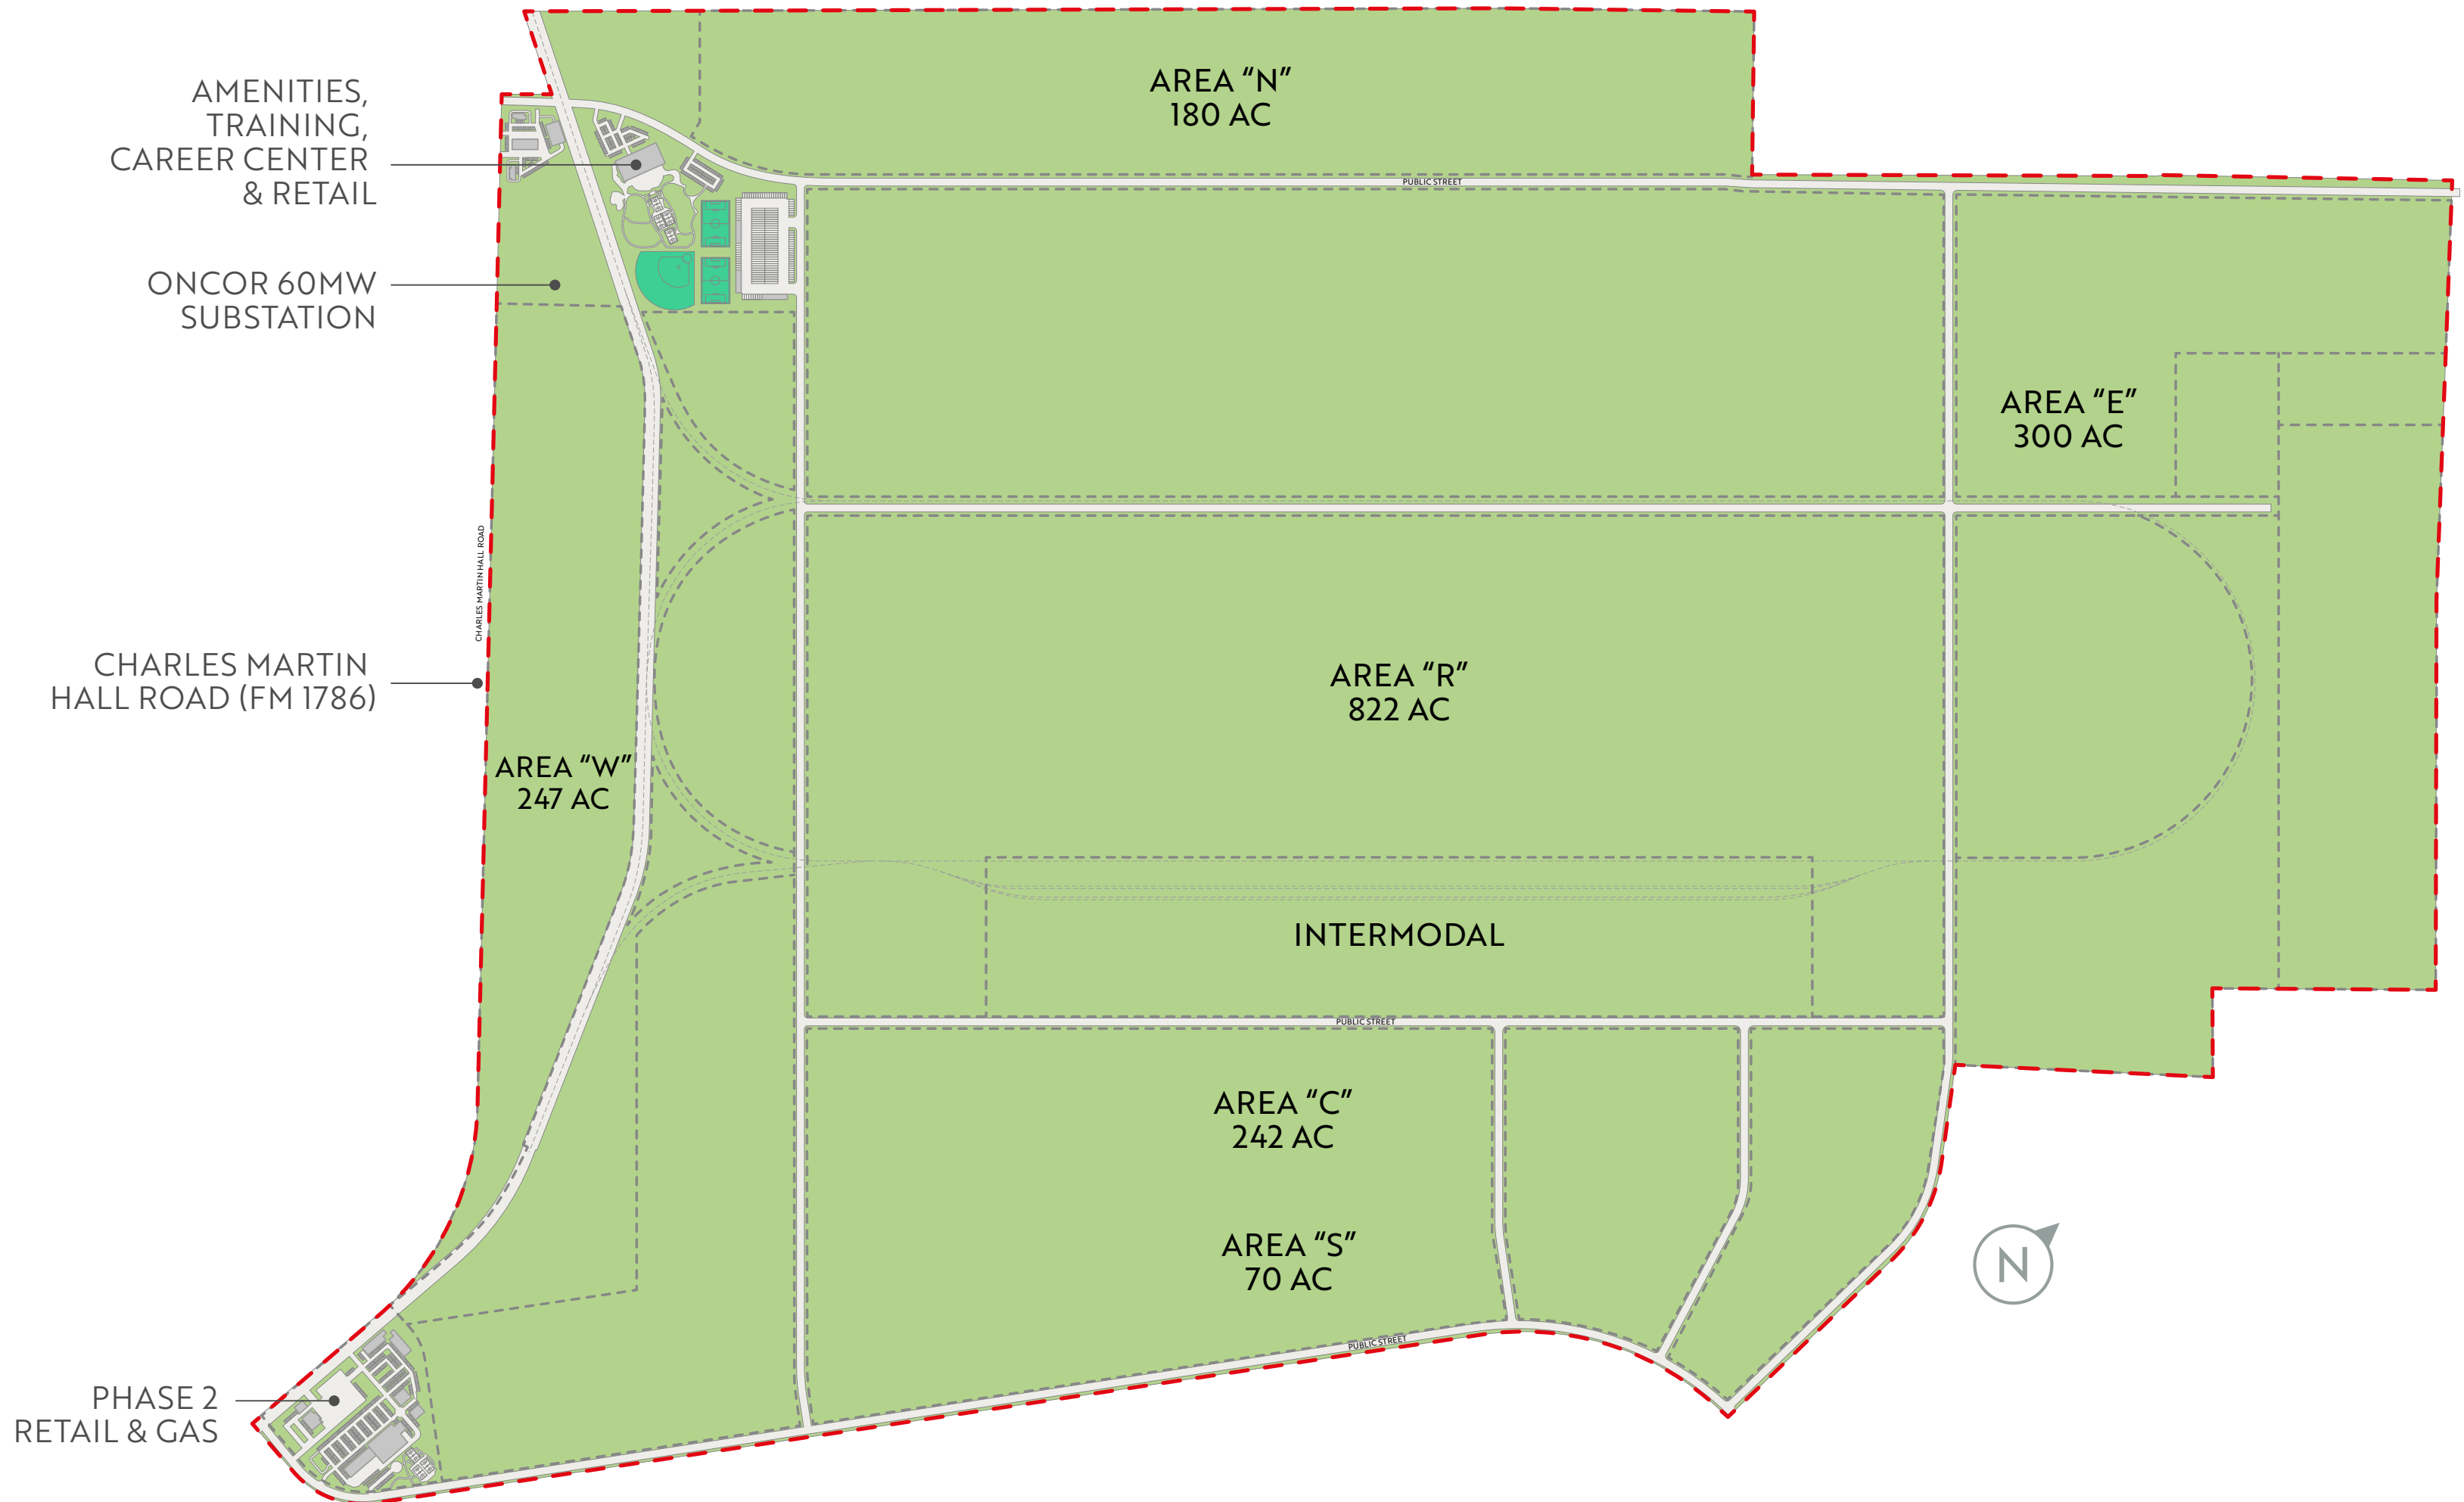 AREA “N”
180 AC
AMENITIES,
TRAINING,
CAREER CENTER
& RETAIL
PUBLIC STREET
ONCOR 60MW
SUBSTATION
AREA “E”
300 AC
CHARLES MARTIN HALL ROAD
CHARLES MARTIN
HALL ROAD (FM 1786)
AREA “R”
822 AC
AREA “W”
247 AC
INTERMODAL
PUBLIC STREET
AREA “C”
242 AC
AREA “S”
70 AC
N
PUBLIC STREET
PHASE 2
RETAIL & GAS